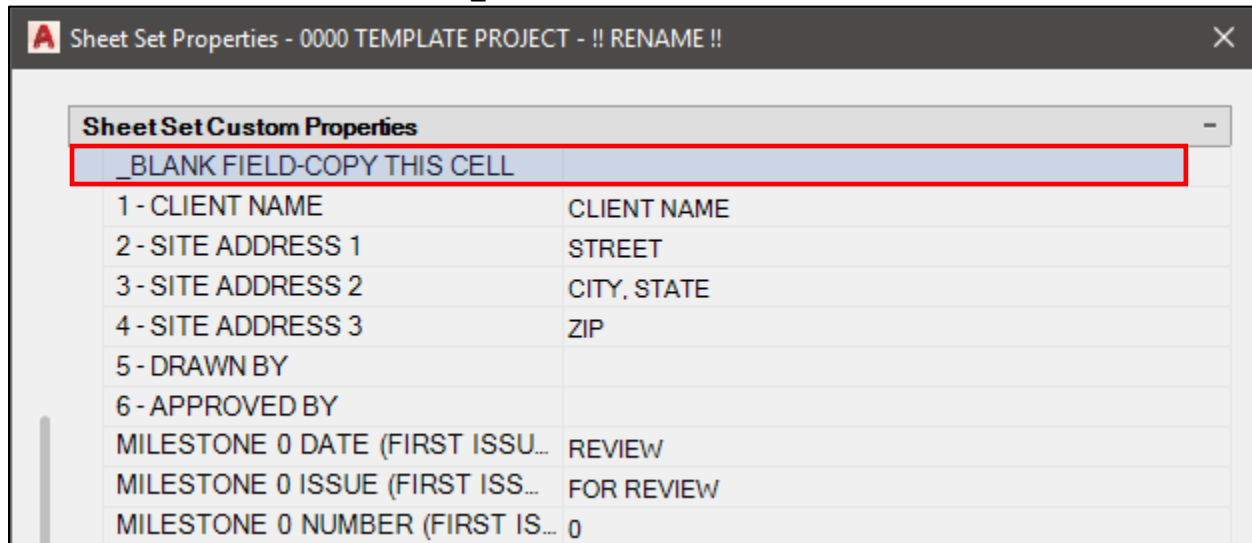 Sheet Set Properties - 0000 TEMPLATE PROJECT - !! RENAME !!
Sheet Set Custom Properties
_BLANK FIELD-COPY THIS CELL
1 - CLIENT NAME CLIENT NAME
2 - SITE ADDRESS 1 STREET
3 - SITE ADDRESS 2 CITY, STATE
4 - SITE ADDRESS 3 ZIP
5 - DRAWN BY
6 - APPROVED BY
MILESTONE 0 DATE (FIRST ISSU... REVIEW
MILESTONE 0 ISSUE (FIRST ISS... FOR REVIEW
MILESTONE 0 NUMBER (FIRST IS... 0